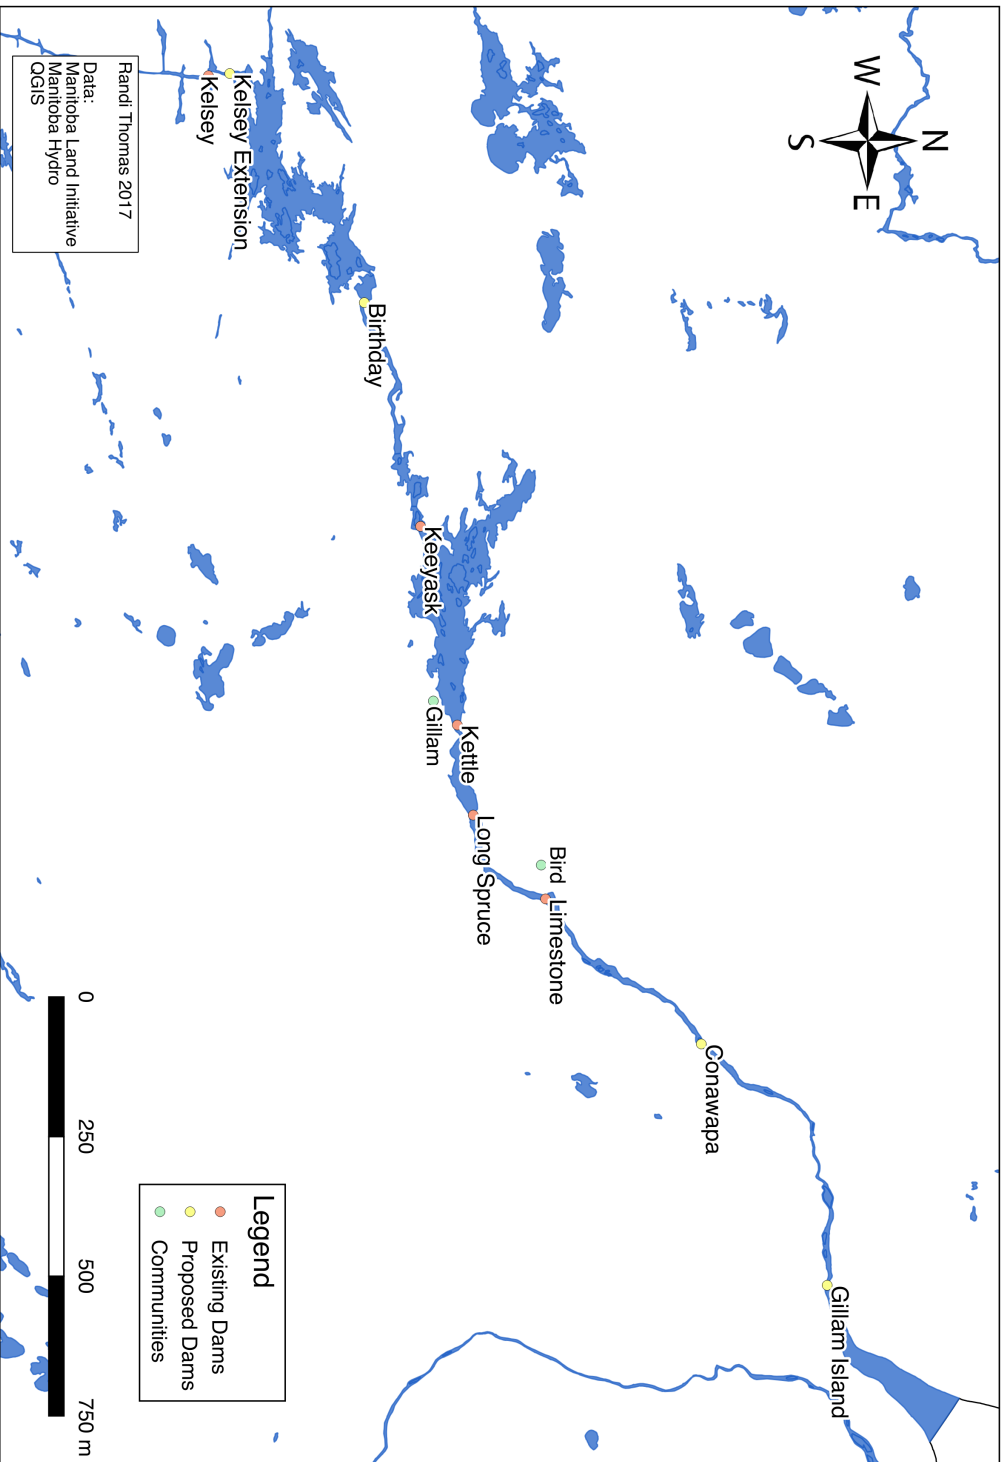 N
W
E
S
Kelsey Extension
Kelsey
Birthday
Keeyask
Gillam
Kettle
Long Spruce
Bird
Limestone
Conawapa
Gillam Island
Randi Thomas 2017
Data:
Manitoba Land Initiative
Manitoba Hydro
QGIS
0 250 500 750 m
Legend
Existing Dams
Proposed Dams
Communities